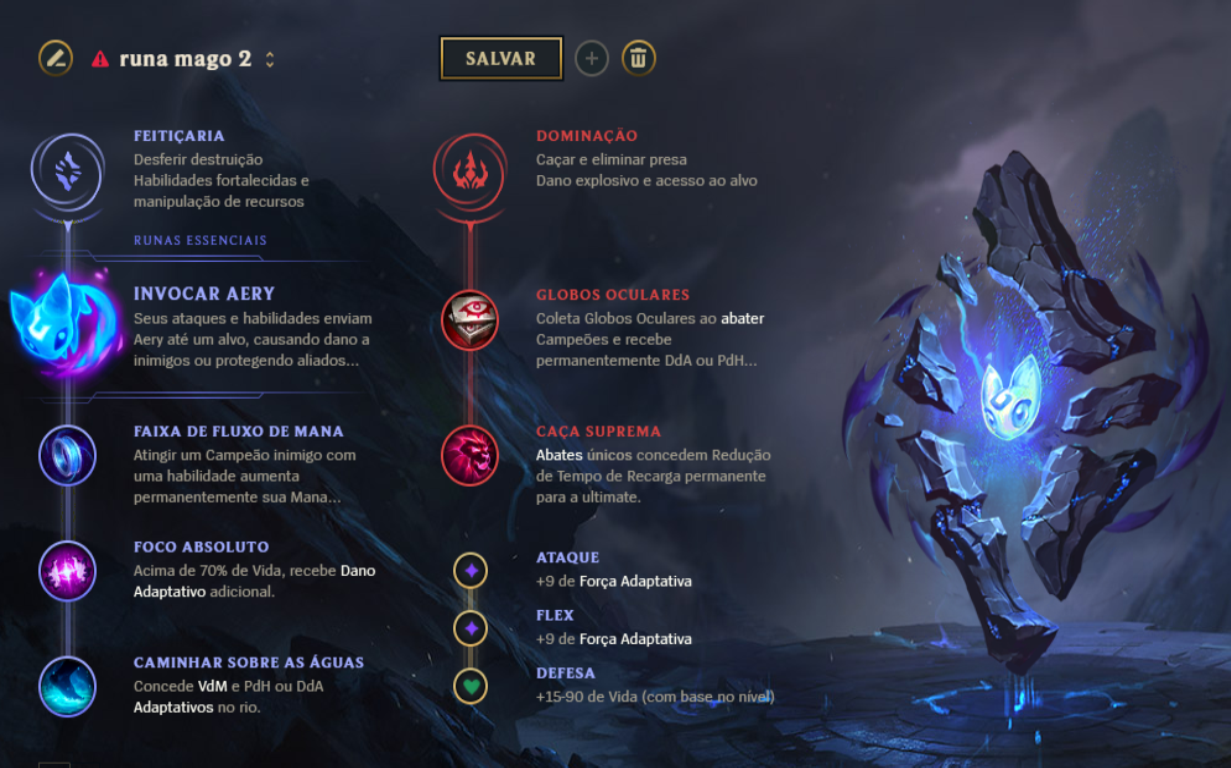 runa mago 2
SALVAR
FEITIÇARIA
Desferir destruição
Habilidades fortalecidas e
manipulação de recursos
RUNAS ESSENCIAIS
INVOCAR AERY
Seus ataques e habilidades enviam
Aery até um alvo, causando dano a
inimigos ou protegendo aliados...
FAIXA DE FLUXO DE MANA
Atingir um Campeão inimigo com
uma habilidade aumenta
permanentemente sua Mana...
FOCO ABSOLUTO
Acima de 70% de Vida, recebe Dano
Adaptativo adicional.
CAMINHAR SOBRE AS ÁGUAS
Concede VdM e PdH ou DdA
Adaptativos no rio.
DOMINAÇÃO
Caçar e eliminar presa
Dano explosivo e acesso ao alvo
GLOBOS OCULARES
Coleta Globos Oculares ao abater
Campeões e recebe
permanentemente DdA ou PdH...
CAÇA SUPREMA
Abates únicos concedem Redução
de Tempo de Recarga permanente
para a ultimate.
ATAQUE
+9 de Força Adaptativa
FLEX
+9 de Força Adaptativa
DEFESA
+15-90 de Vida (com base no nível)